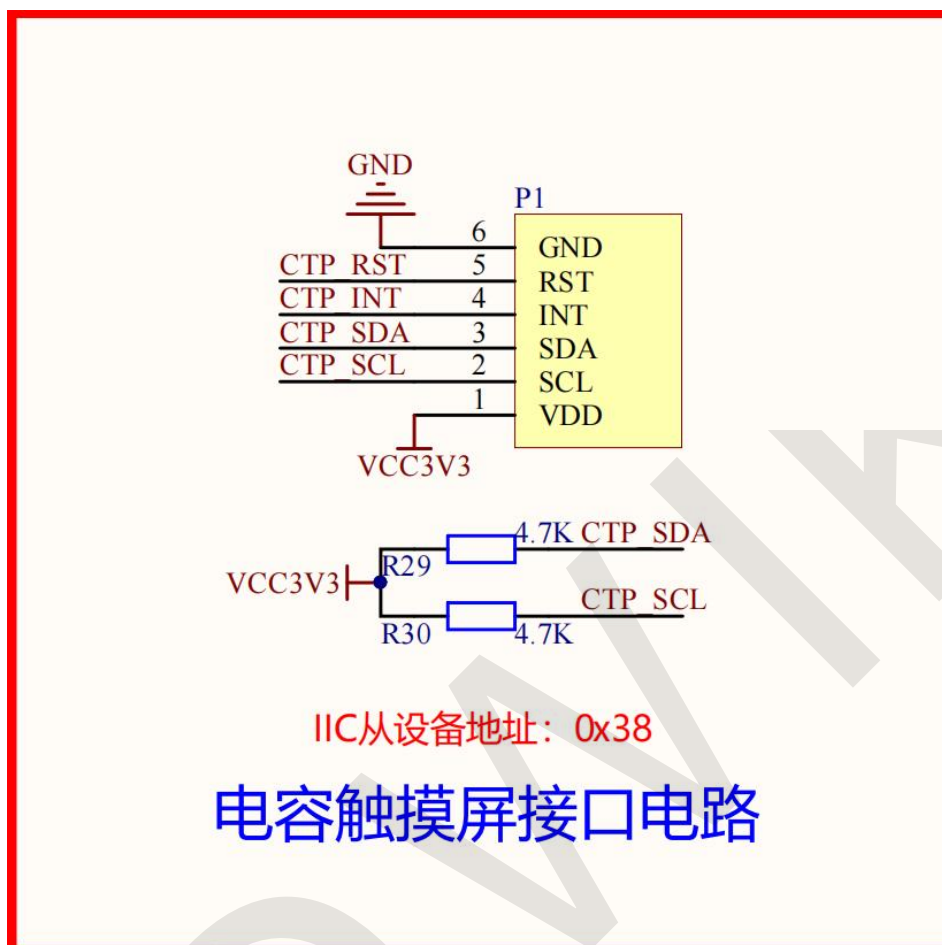 GND
P1
6 GND
CTP_RST 5 RST
CTP_INT 4 INT
CTP_SDA 3 SDA
CTP_SCL 2 SCL
1 VDD
VCC3V3
4.7K CTP_SDA
R29
VCC3V3
CTP_SCL
R30 4.7K
IIC从设备地址：0x38
电容触摸屏接口电路